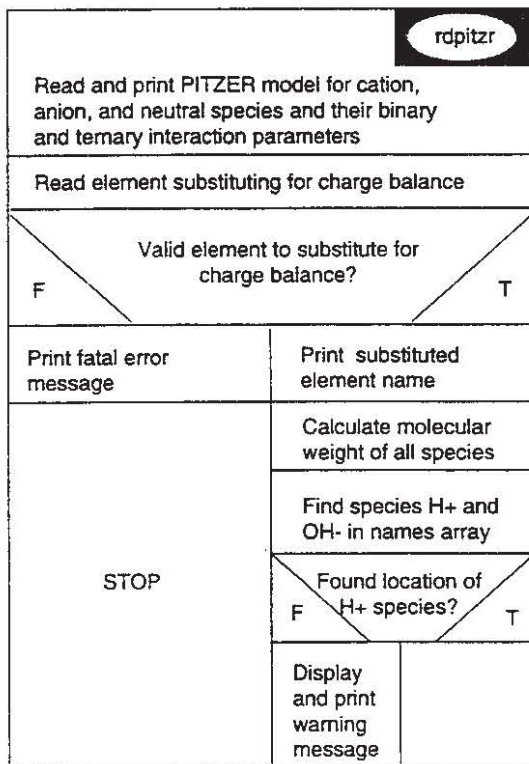 rdpitzr
Read and print PITZER model for cation,
anion, and neutral species and their binary
and ternary interaction parameters
Read element substituting for charge balance
Valid element to substitute for
charge balance?
F
T
Print fatal error
message
Print substituted
element name
Calculate molecular
weight of all species
Find species H+ and
OH- in names array
STOP
Found location of
H+ species?
F
T
Display
and print
warning
message